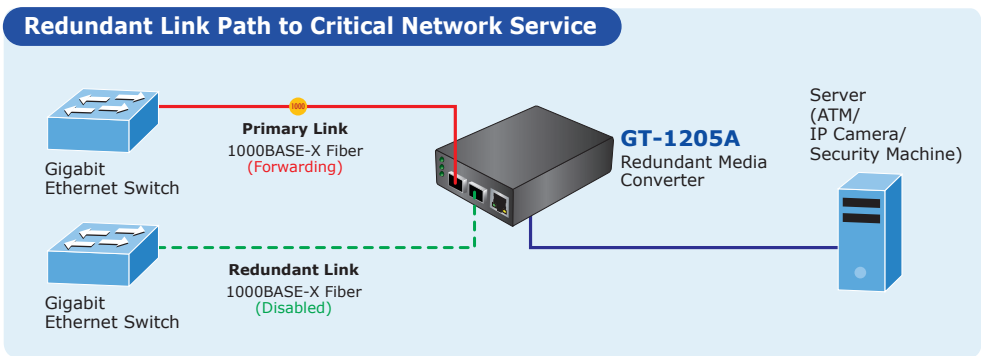 Redundant Link Path to Critical Network Service
1000
Primary Link
1000BASE-X Fiber
(Forwarding)
Gigabit
Ethernet Switch
GT-1205A
Redundant Media
Converter
Server
(ATM/
IP Camera/
Security Machine)
Redundant Link
1000BASE-X Fiber
(Disabled)
Gigabit
Ethernet Switch